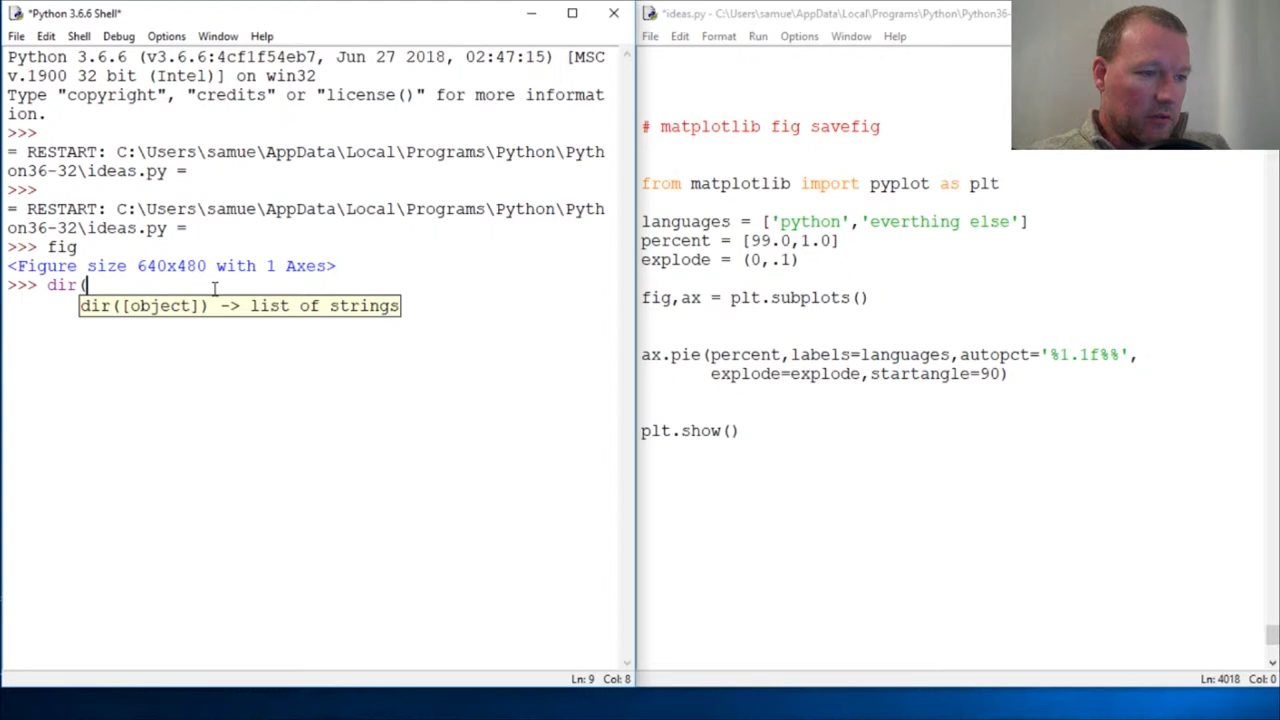 *Python 3.6.6 Shell*
File Edit Shell Debug Options Window Help
Python 3.6.6 (v3.6.6:4cf1f54eb7, Jun 27 2018, 02:47:15) [MSC
v.1900 32 bit (Intel)] on win32
Type "copyright", "credits" or "license()" for more informat
ion.
>>>
= RESTART: C:\Users\samue\AppData\Local\Programs\Python\Pyth
on36-32\ideas.py =
>>>
= RESTART: C:\Users\samue\AppData\Local\Programs\Python\Pyth
on36-32\ideas.py =
>>> fig
<Figure size 640x480 with 1 Axes>
>>> dir(
dir([object]) -> list of strings
Ln: 9 Col: 8
*ideas.py - C:\Users\samue\AppData\Local\Programs\Python\Python36-
File Edit Format Run Options Window Help
# matplotlib fig savefig
from matplotlib import pyplot as plt
languages = ['python','everthing else']
percent = [99.0,1.0]
explode = (0,.1)
fig,ax = plt.subplots()
ax.pie(percent,labels=languages,autopct='%1.1f%%',
explode=explode,startangle=90)
plt.show()
Ln: 4018 Col: 0